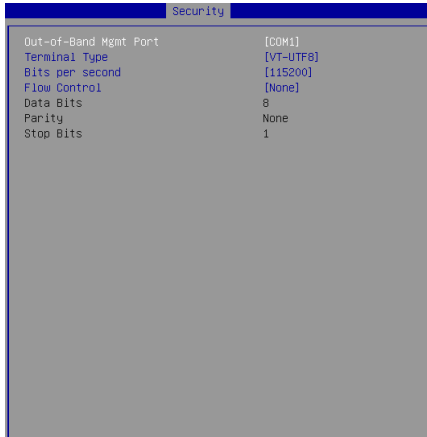 Security
Out-of-Band Mgmt Port [COM1]
Terminal Type [VT-UTF8]
Bits per second [115200]
Flow Control [None]
Data Bits 8
Parity None
Stop Bits 1